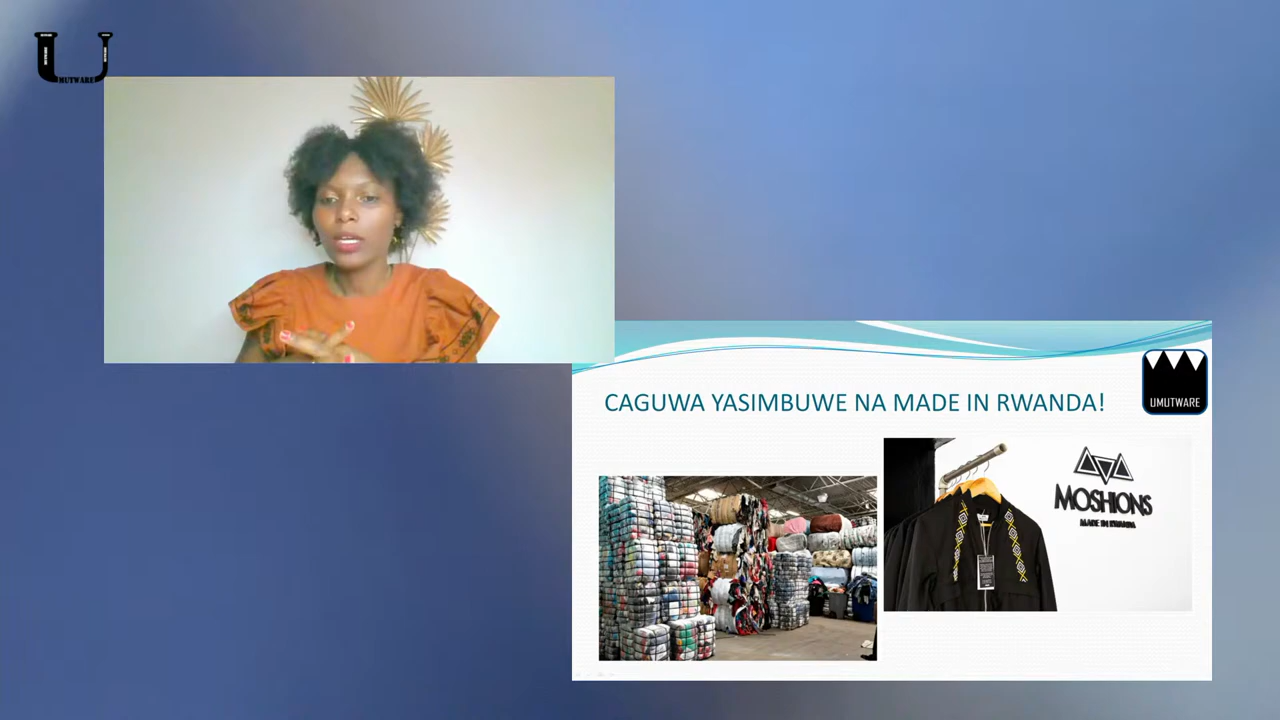 UMUTWARE
CAGUWA YASIMBUWE NA MADE IN RWANDA!
UMUTWARE
MOSHIONS
MADE IN RWANDA